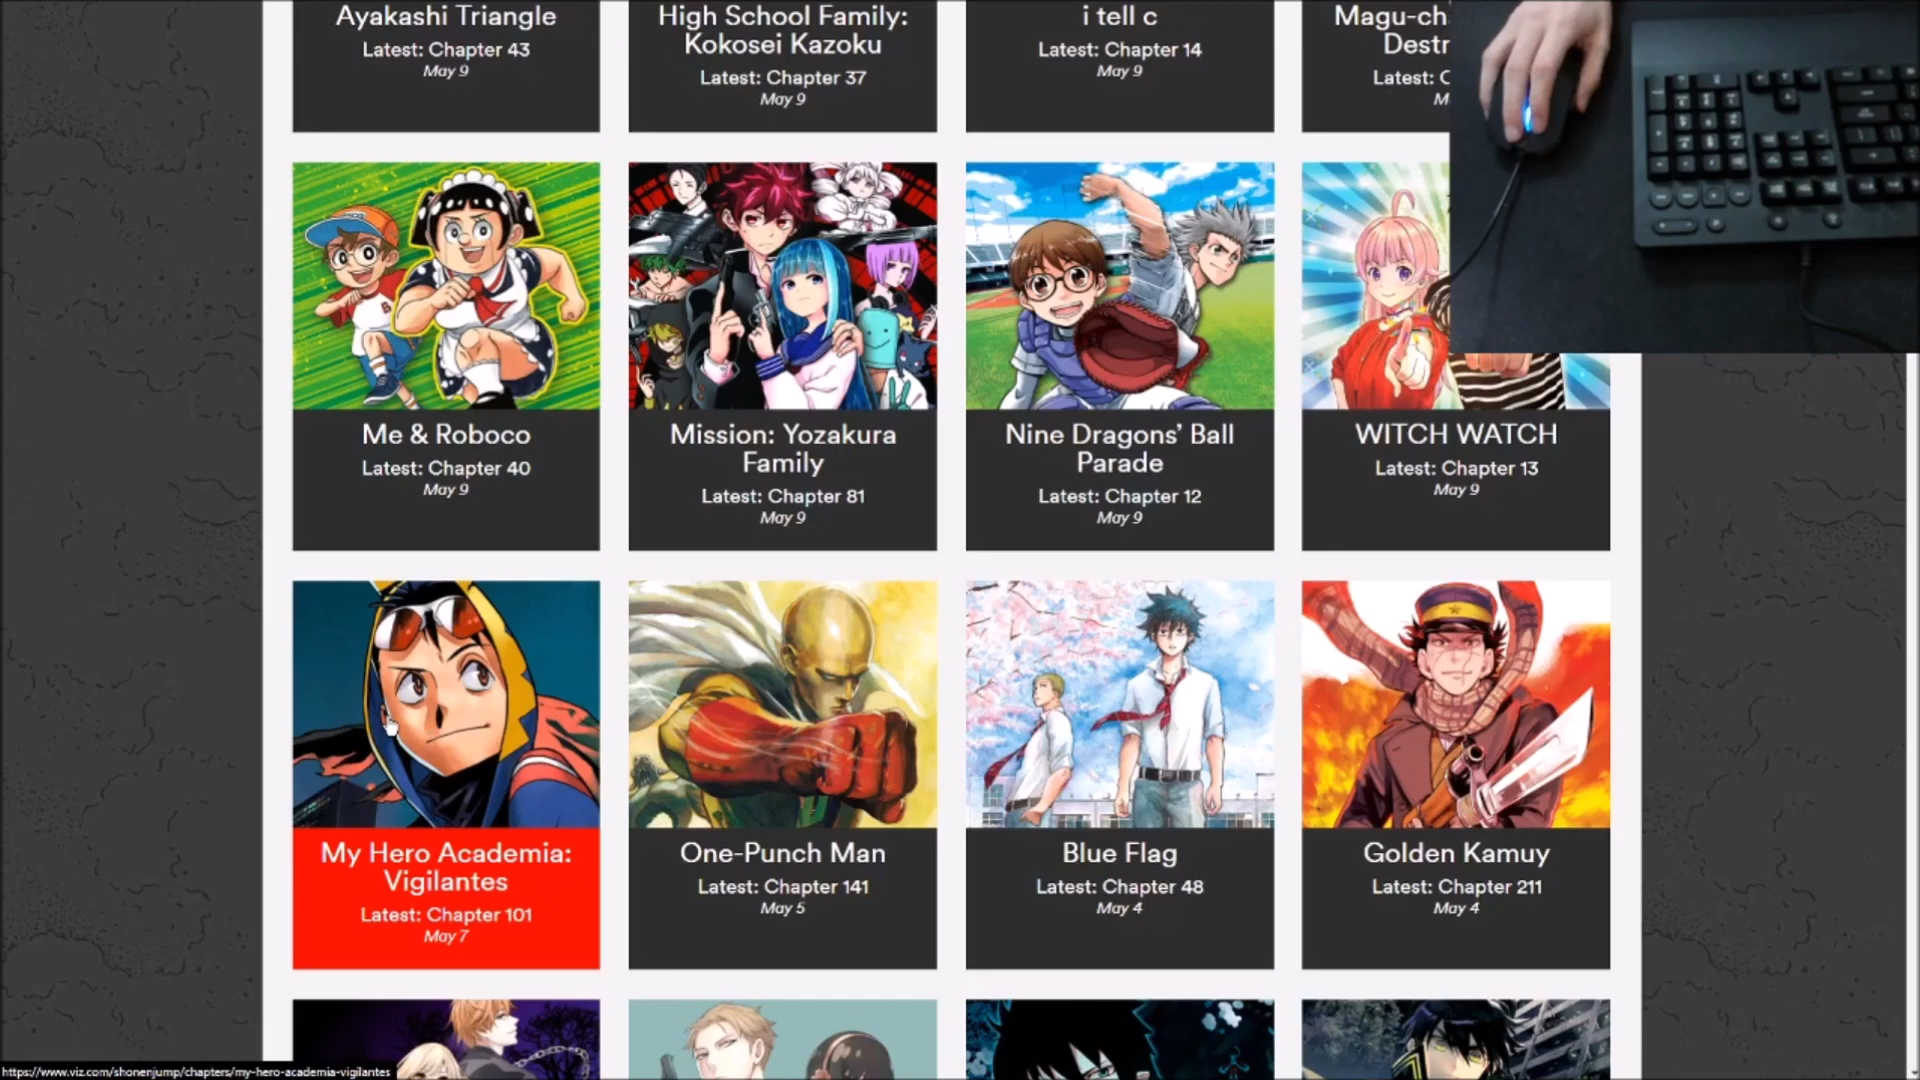 Ayakashi Triangle
Latest: Chapter 43
May 9
High School Family:
Kokosei Kazoku
Latest: Chapter 37
May 9
i tell c
Latest: Chapter 14
May 9
Magu-ch
Destr
Latest: C
M
Me & Roboco
Latest: Chapter 40
May 9
Mission: Yozakura
Family
Latest: Chapter 81
May 9
Nine Dragons' Ball
Parade
Latest: Chapter 12
May 9
WITCH WATCH
Latest: Chapter 13
May 9
My Hero Academia:
Vigilantes
Latest: Chapter 101
May 7
One-Punch Man
Latest: Chapter 141
May 5
Blue Flag
Latest: Chapter 48
May 4
Golden Kamuy
Latest: Chapter 211
May 4
https://www.viz.com/shonenjump/chapters/my-hero-academia-vigilantes